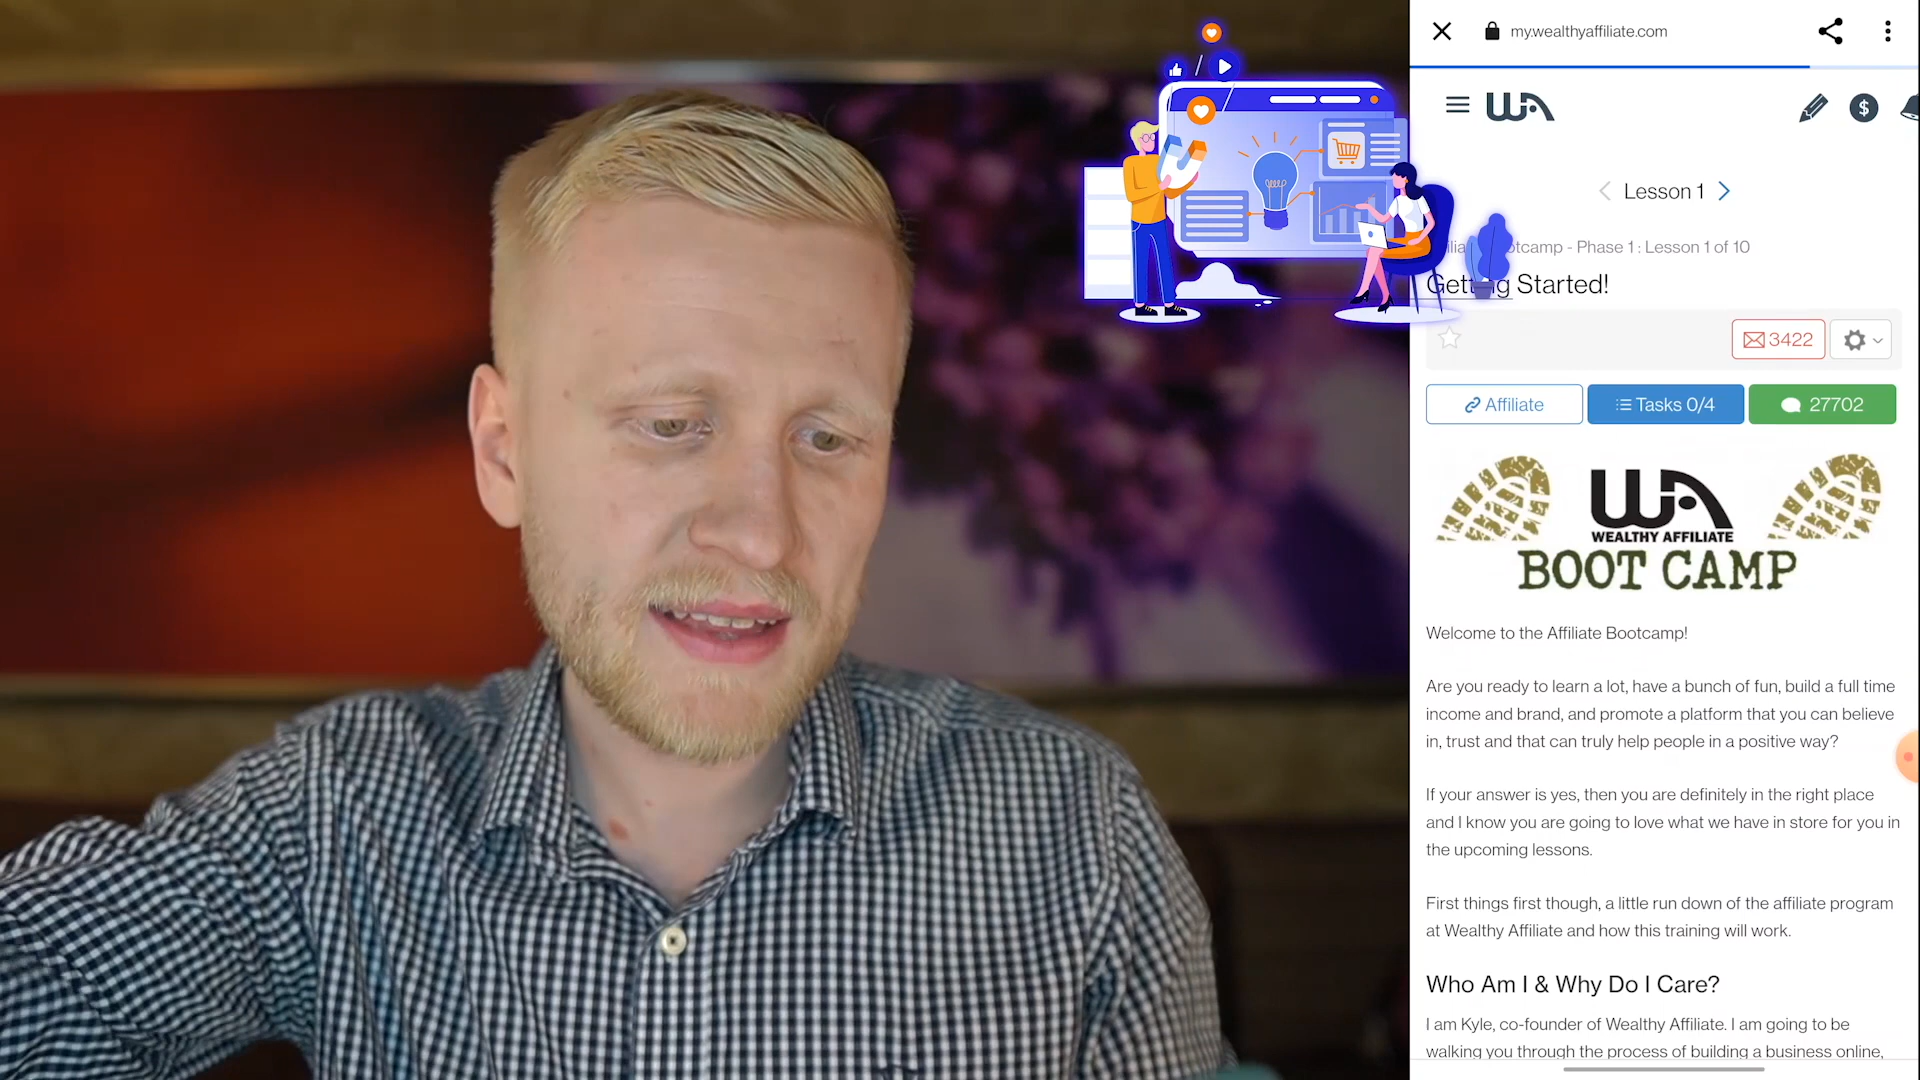 my.wealthyaffiliate.com
WA
Lesson 1
otcamp - Phase 1 : Lesson 1 of 10
Getting Started!
3422
Affiliate
Tasks 0/4
27702
WA
WEALTHY AFFILIATE
BOOT CAMP
Welcome to the Affiliate Bootcamp!
Are you ready to learn a lot, have a bunch of fun, build a full time
income and brand, and promote a platform that you can believe
in, trust and that can truly help people in a positive way?
If your answer is yes, then you are definitely in the right place
and I know you are going to love what we have in store for you in
the upcoming lessons.
First things first though, a little run down of the affiliate program
at Wealthy Affiliate and how this training will work.
Who Am I & Why Do I Care?
I am Kyle, co-founder of Wealthy Affiliate. I am going to be
walking you through the process of building a business online,